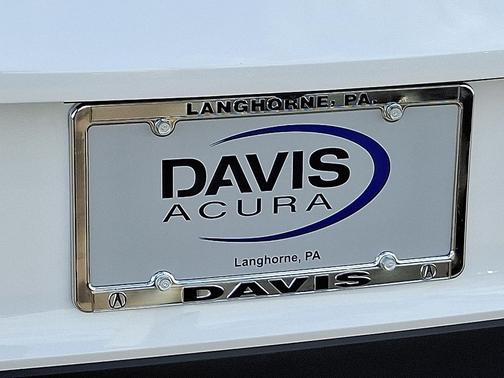 LANGHORNE, PA.
DAVIS
ACURA
Langhorne, PA
DAVIS